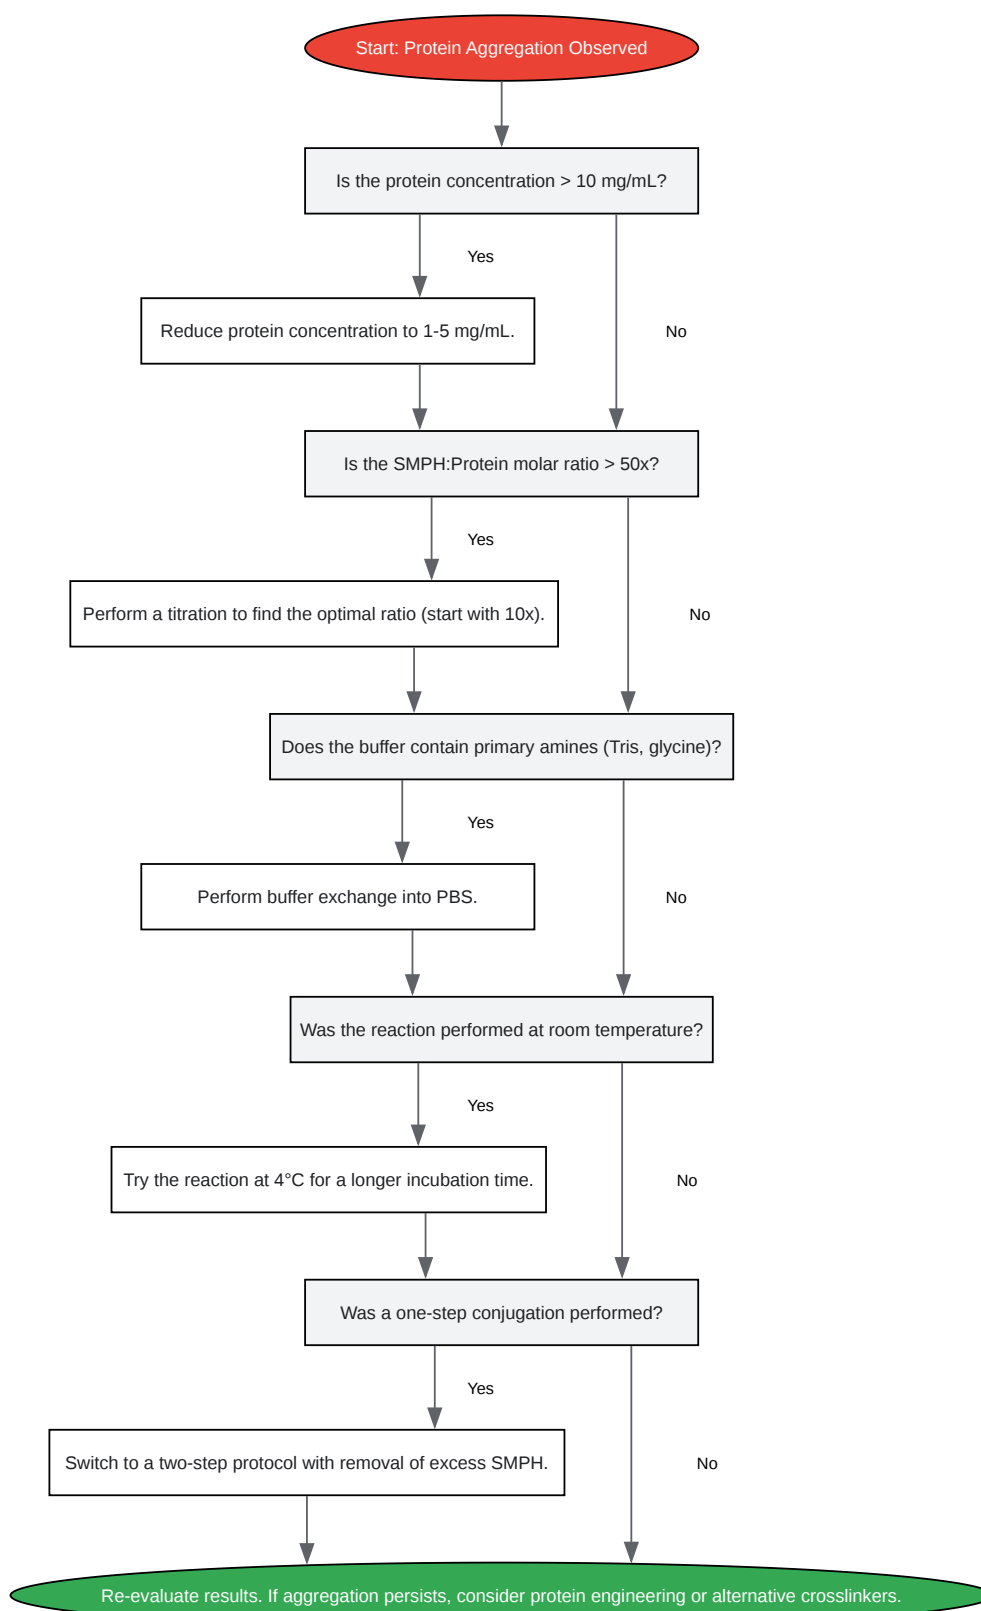 Start: Protein Aggregation Observed
Is the protein concentration > 10 mg/mL?
Yes
Reduce protein concentration to 1-5 mg/mL.
No
Is the SMPH:Protein molar ratio > 50x?
Yes
Perform a titration to find the optimal ratio (start with 10x).
No
Does the buffer contain primary amines (Tris, glycine)?
Yes
Perform buffer exchange into PBS.
No
Was the reaction performed at room temperature?
Yes
Try the reaction at 4°C for a longer incubation time.
No
Was a one-step conjugation performed?
Yes
Switch to a two-step protocol with removal of excess SMPH.
No
Re-evaluate results. If aggregation persists, consider protein engineering or alternative crosslinkers.